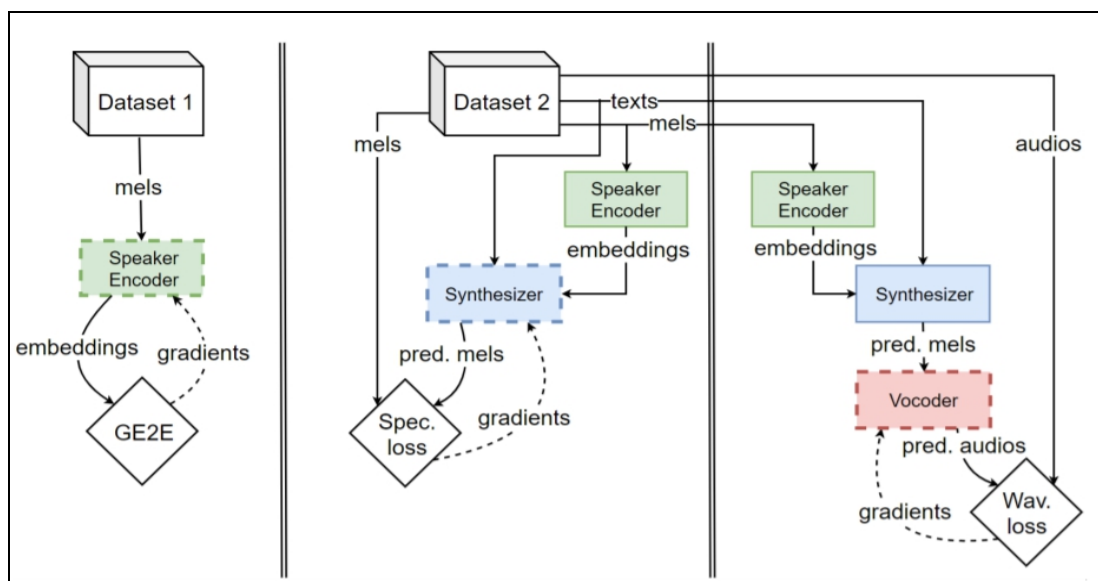 Dataset 1
mels
Speaker
Encoder
embeddings
gradients
GE2E
Dataset 2
texts
mels
mels
Speaker
Encoder
embeddings
Synthesizer
pred. mels
gradients
Spec.
loss
audios
Speaker
Encoder
embeddings
Synthesizer
pred. mels
Vocoder
pred. audios
gradients
Wav.
loss